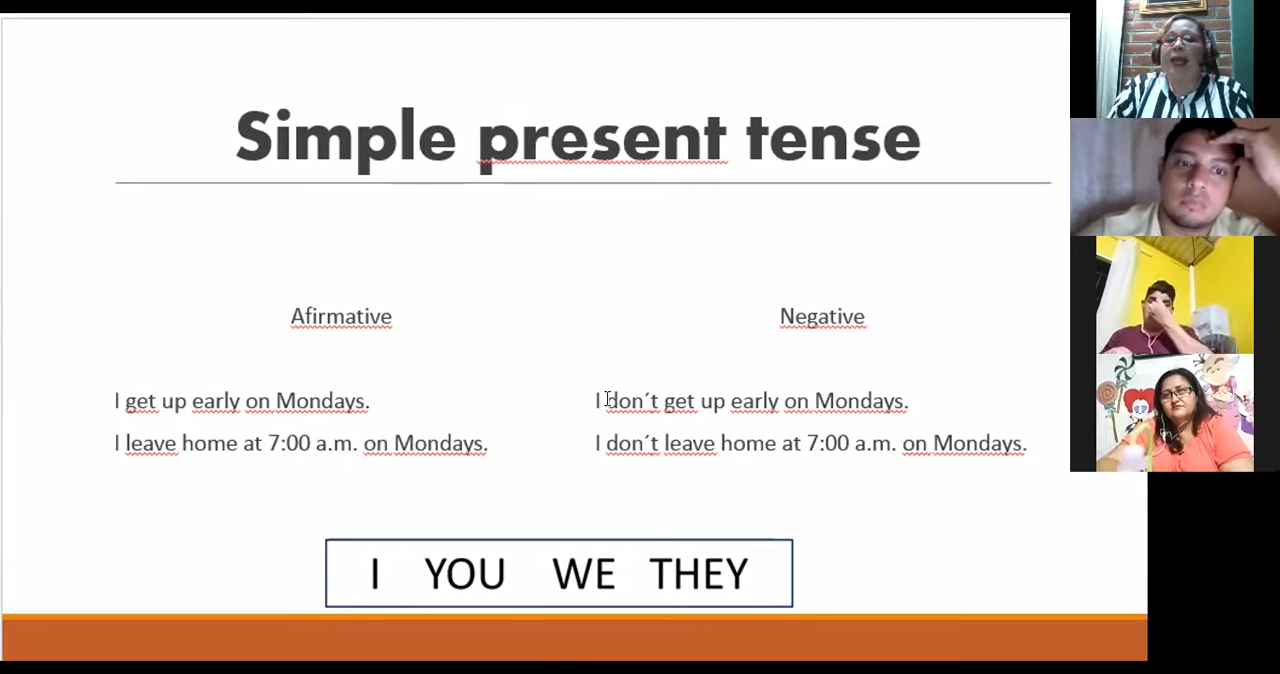 Simple present tense
Afirmative
I get up early on Mondays.
I leave home at 7:00 a.m. on Mondays.
Negative
I don´t get up early on Mondays.
I don´t leave home at 7:00 a.m. on Mondays.
I YOU WE THEY